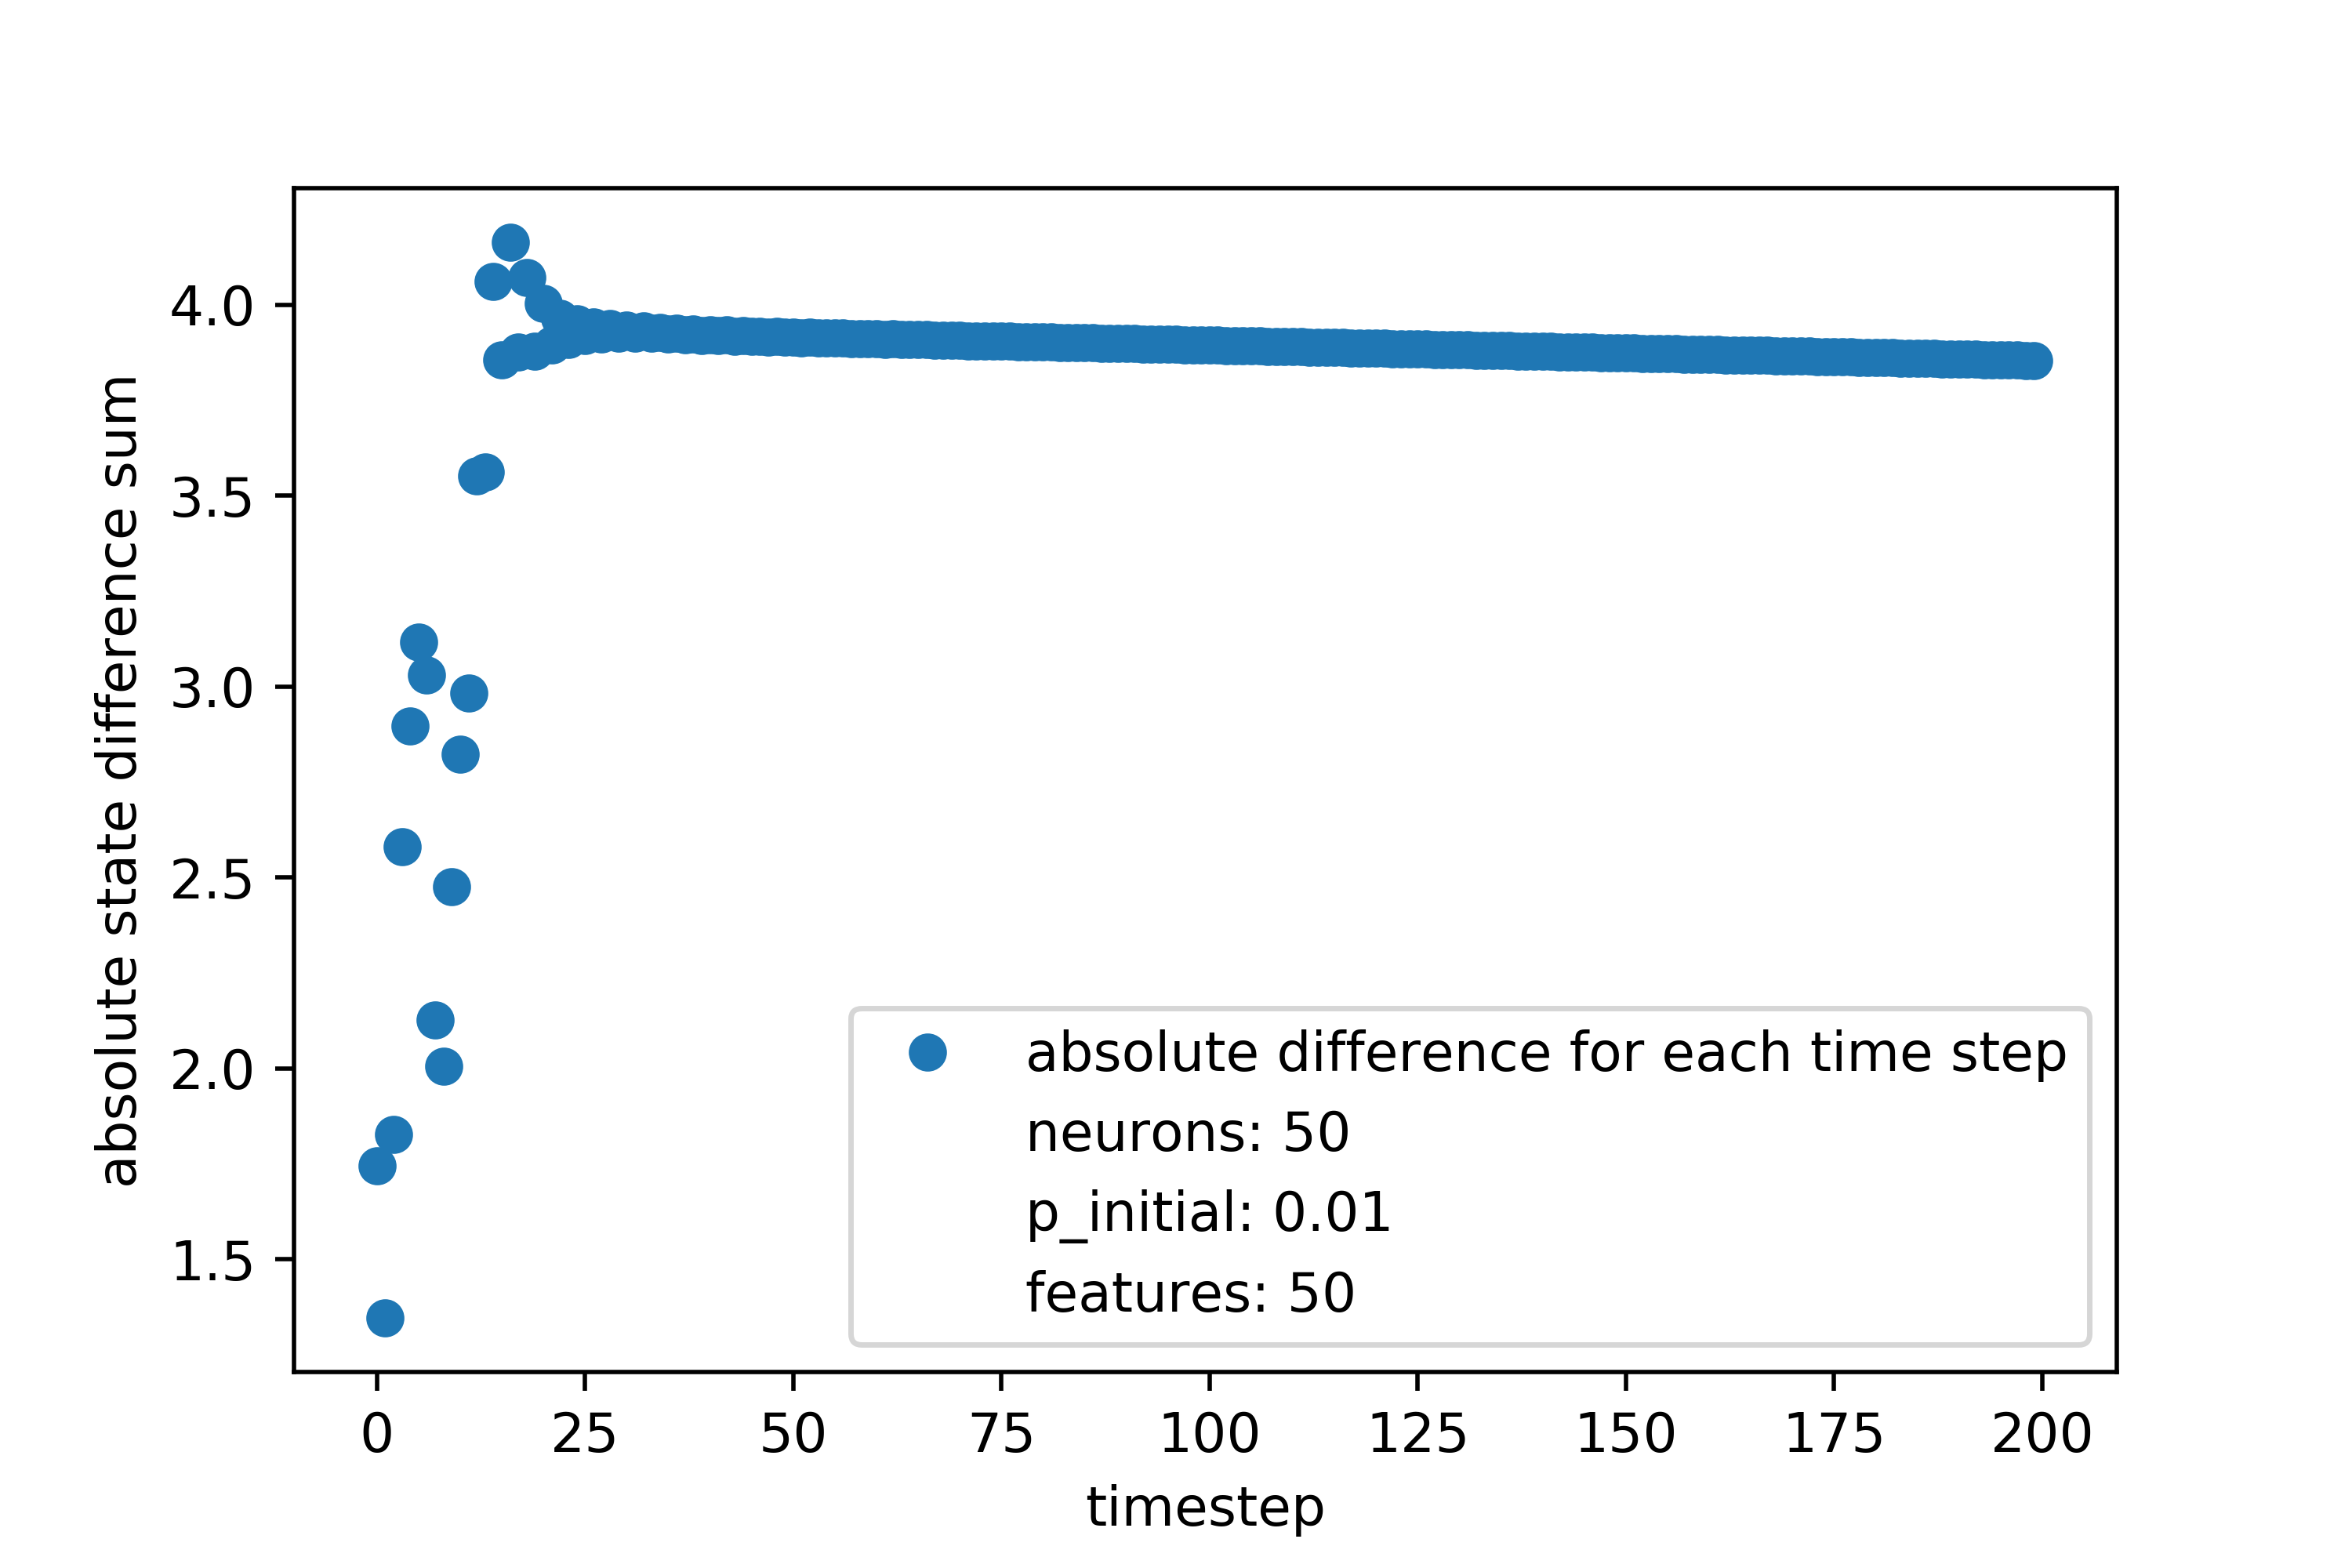 4.0
3.5
3.0
2.5
2.0
1.5
absolute state difference sum
absolute difference for each time step
neurons: 50
p_initial: 0.01
features: 50
0 25 50 75 100 125 150 175 200
timestep